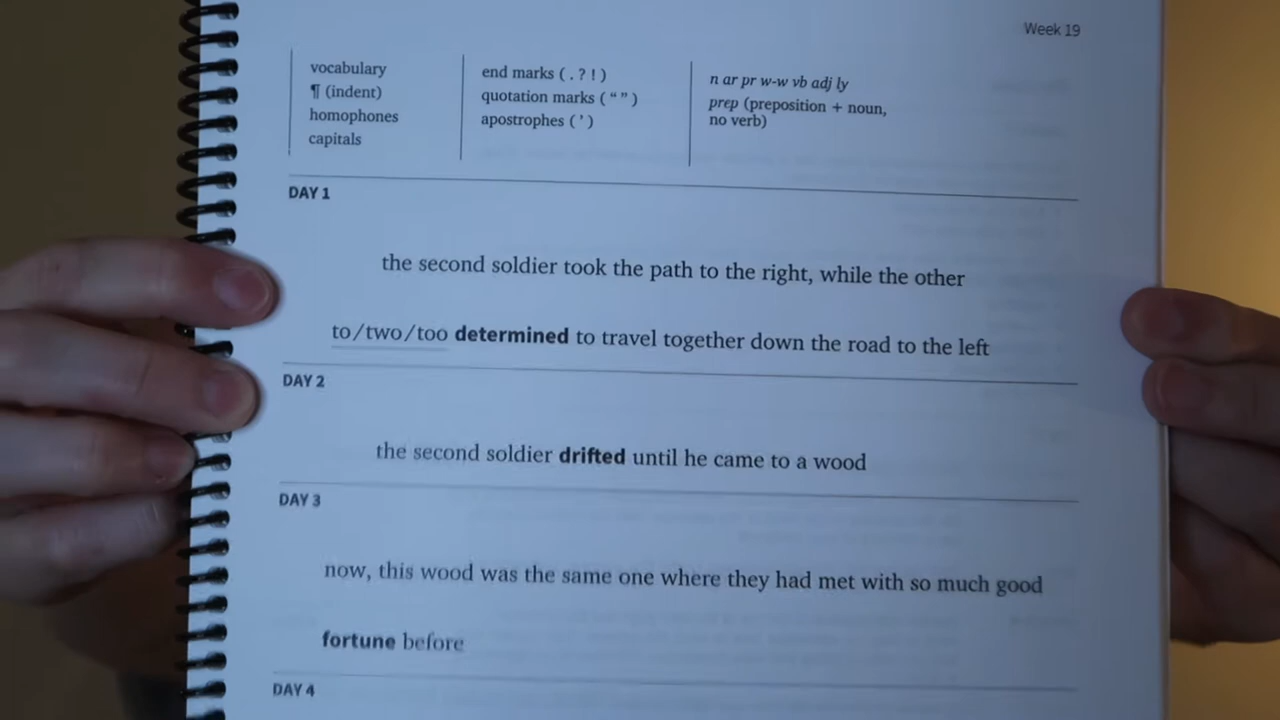 Week 19
vocabulary
¶ (indent)
homophones
capitals
end marks ( . ? ! )
quotation marks ( “ ” )
apostrophes ( ’ )
n ar pr w-w vb adj ly
prep (preposition + noun,
no verb)
DAY 1
the second soldier took the path to the right, while the other
to/two/too determined to travel together down the road to the left
DAY 2
the second soldier drifted until he came to a wood
DAY 3
now, this wood was the same one where they had met with so much good
fortune before
DAY 4